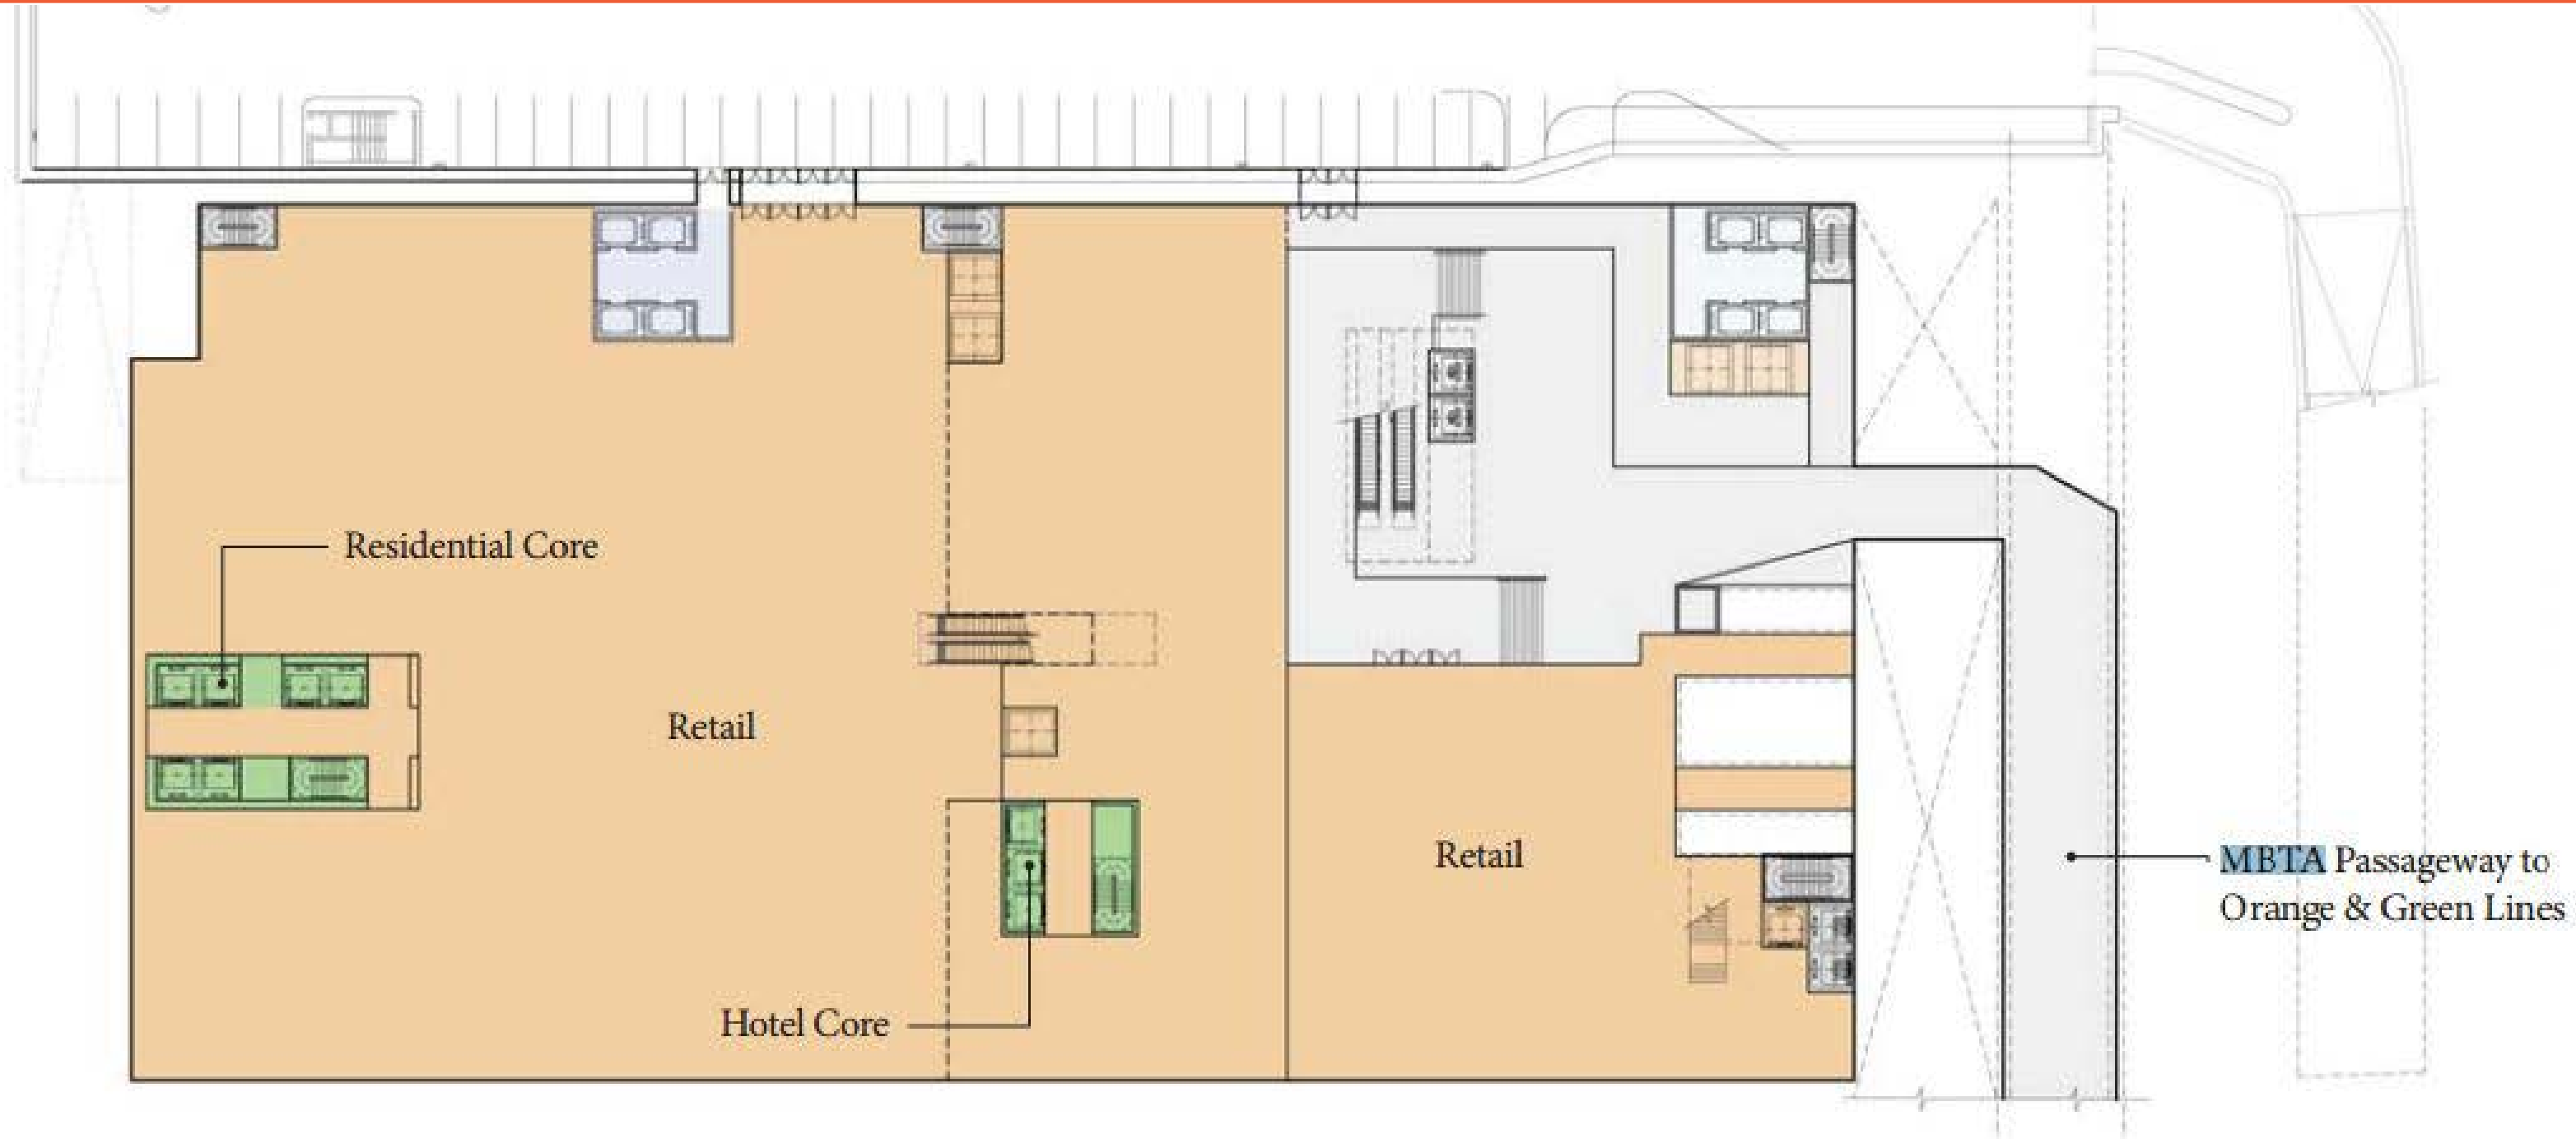 Residential Core
Retail
Retail
MBTA Passageway to
Orange & Green Lines
Hotel Core